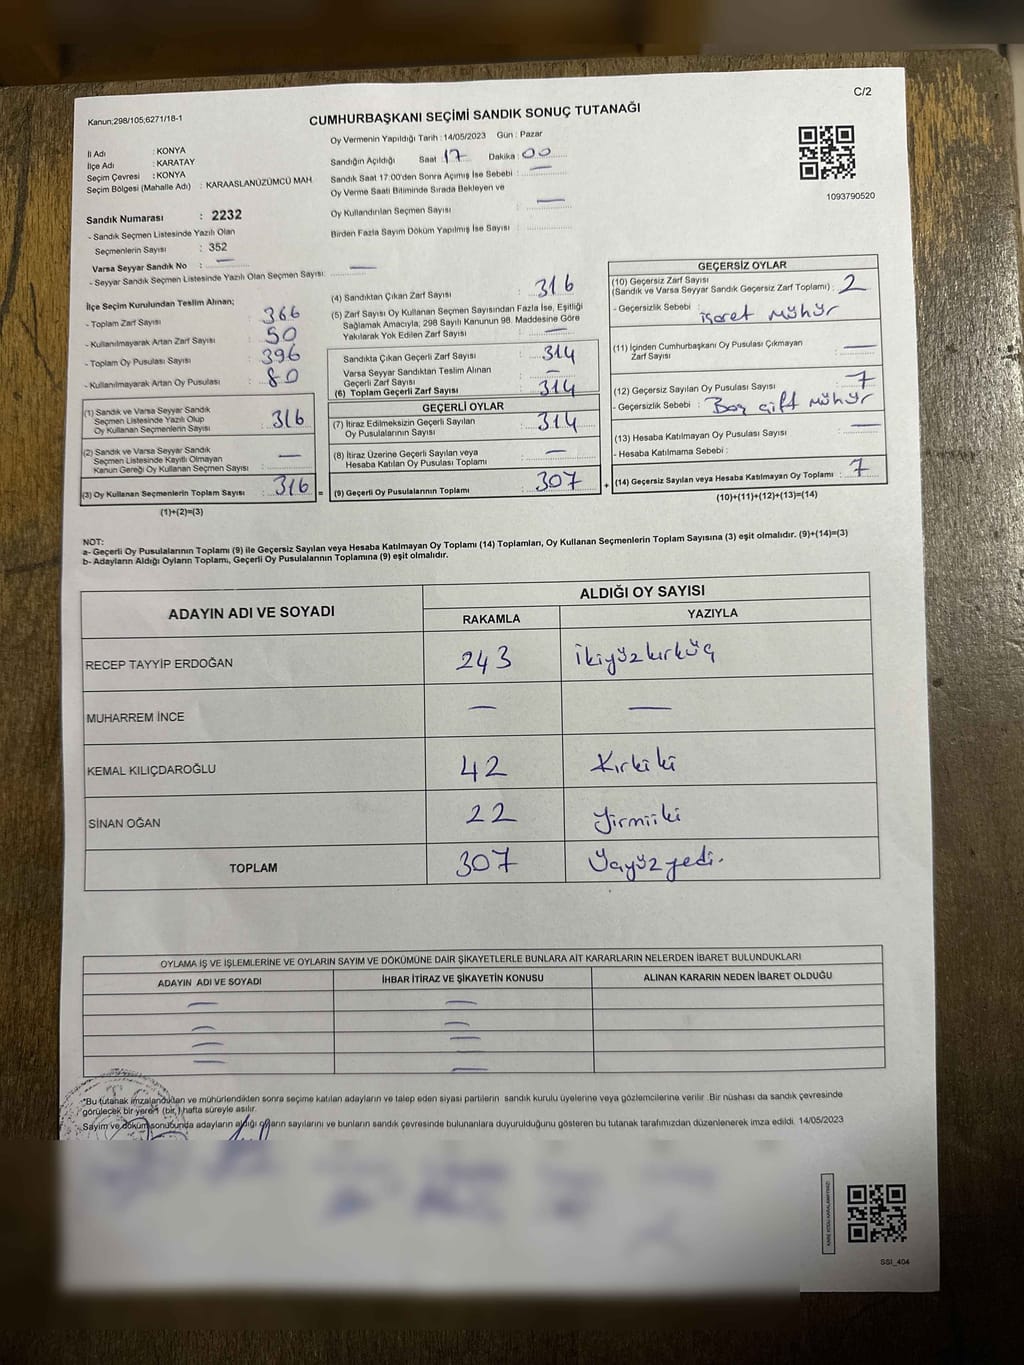 C/2
Kanun;298/105;6271/18-1
CUMHURBAŞKANI SEÇİMİ SANDIK SONUÇ TUTANAĞI
1093790520
İl Adı : KONYA
İlçe Adı : KARATAY
Seçim Çevresi : KONYA
Seçim Bölgesi (Mahalle Adı) : KARAASLANÜZÜMCÜ MAH.
Oy Vermenin Yapıldığı Tarih : 14/05/2023 Gün : Pazar
Sandığın Açıldığı Saat 17 Dakika : 00
Sandık Saat 17:00'den Sonra Açımış İse Sebebi : —
Oy Verme Saati Bitiminde Sırada Bekleyen ve
Oy Kullandırılan Seçmen Sayısı : —
Birden Fazla Sayım Döküm Yapılmış İse Sayısı :
Sandık Numarası : 2232
- Sandık Seçmen Listesinde Yazılı Olan
Seçmenlerin Sayısı : 352
Varsa Seyyar Sandık No : —
- Seyyar Sandık Seçmen Listesinde Yazılı Olan Seçmen Sayısı: —
İlçe Seçim Kurulundan Teslim Alınan;
- Toplam Zarf Sayısı : 366
- Kullanılmayarak Artan Zarf Sayısı : 50
- Toplam Oy Pusulası Sayısı : 396
- Kullanılmayarak Artan Oy Pusulası : 80
(1) Sandık ve Varsa Seyyar Sandık
Seçmen Listesinde Yazılı Olup
Oy Kullanan Seçmenlerin Sayısı : 316
(2) Sandık ve Varsa Seyyar Sandık
Seçmen Listesinde Kayıtlı Olmayan
Kanun Gereği Oy Kullanan Seçmen Sayısı : —
(3) Oy Kullanan Seçmenlerin Toplam Sayısı : 316 =
(1)+(2)=(3)
(4) Sandıktan Çıkan Zarf Sayısı : 316
(5) Zarf Sayısı Oy Kullanan Seçmen Sayısından Fazla İse, Eşitliği
Sağlamak Amacıyla; 298 Sayılı Kanunun 98. Maddesine Göre
Yakılarak Yok Edilen Zarf Sayısı : —
Sandıkta Çıkan Geçerli Zarf Sayısı : 314
Varsa Seyyar Sandıktan Teslim Alınan
Geçerli Zarf Sayısı : —
(6) Toplam Geçerli Zarf Sayısı : 314
GEÇERLİ OYLAR
(7) İtiraz Edilmeksizin Geçerli Sayılan
Oy Pusulalarının Sayısı : 314
(8) İtiraz Üzerine Geçerli Sayılan veya
Hesaba Katılan Oy Pusulası Toplamı : —
(9) Geçerli Oy Pusulalarının Toplamı : 307 +
GEÇERSİZ OYLAR
(10) Geçersiz Zarf Sayısı
(Sandık ve Varsa Seyyar Sandık Geçersiz Zarf Toplamı) : 2
- Geçersizlik Sebebi : işaret mühür
(11) İçinden Cumhurbaşkanı Oy Pusulası Çıkmayan
Zarf Sayısı : —
(12) Geçersiz Sayılan Oy Pusulası Sayısı : 7
- Geçersizlik Sebebi : Boş çift mühür
(13) Hesaba Katılmayan Oy Pusulası Sayısı : —
- Hesaba Katılmama Sebebi :
(14) Geçersiz Sayılan veya Hesaba Katılmayan Oy Toplamı : 7
(10)+(11)+(12)+(13)=(14)
NOT:
a- Geçerli Oy Pusulalarının Toplamı (9) ile Geçersiz Sayılan veya Hesaba Katılmayan Oy Toplamı (14) Toplamları, Oy Kullanan Seçmenlerin Toplam Sayısına (3) eşit olmalıdır. (9)+(14)=(3)
b- Adayların Aldığı Oyların Toplamı, Geçerli Oy Pusulalarının Toplamına (9) eşit olmalıdır.
ADAYIN ADI VE SOYADI ALDIĞI OY SAYISI
RAKAMLA YAZIYLA
RECEP TAYYİP ERDOĞAN 243 İkiyüzkırküç
MUHARREM İNCE — —
KEMAL KILIÇDAROĞLU 42 Kırkiki
SİNAN OĞAN 22 Yirmiiki
TOPLAM 307 Üçyüzyedi.
OYLAMA İŞ VE İŞLEMLERİNE VE OYLARIN SAYIM VE DÖKÜMÜNE DAİR ŞİKAYETLERLE BUNLARA AİT KARARLARIN NELERDEN İBARET BULUNDUKLARI
ADAYIN ADI VE SOYADI İHBAR İTİRAZ VE ŞİKAYETİN KONUSU ALINAN KARARIN NEDEN İBARET OLDUĞU
— —
— —
— —
— —
*Bu tutanak imzalandıktan ve mühürlendikten sonra seçime katılan adayların ve talep eden siyasi partilerin sandık kurulu üyelerine veya gözlemcilerine verilir. Bir nüshası da sandık çevresinde
görülecek bir yere 1 (bir) hafta süreyle asılır.
Sayım ve döküm sonubunda adayların aldığı oyların sayılarını ve bunların sandık çevresinde bulunanlara duyurulduğunu gösteren bu tutanak tarafımızdan düzenlenerek imza edildi. 14/05/2023
SSI_404